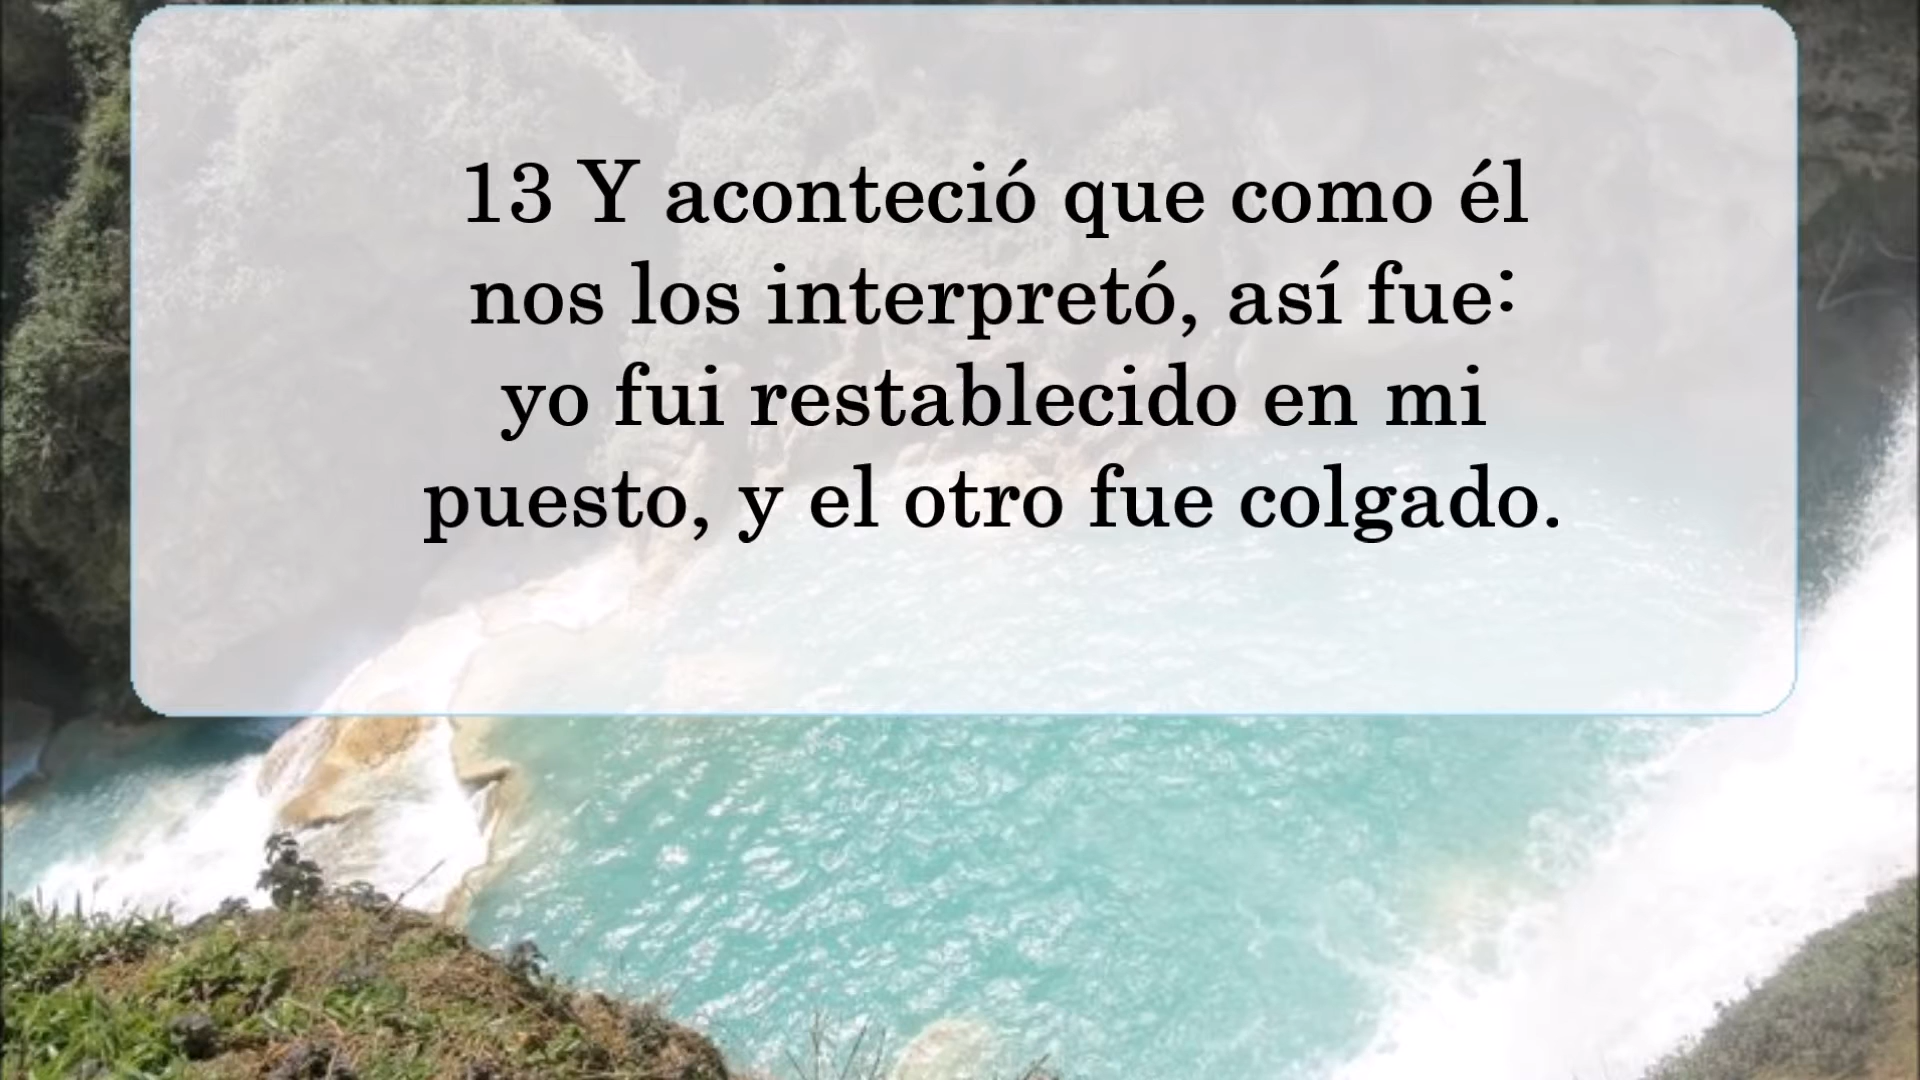 13 Y aconteció que como él
nos los interpretó, así fue:
yo fui restablecido en mi
puesto, y el otro fue colgado.